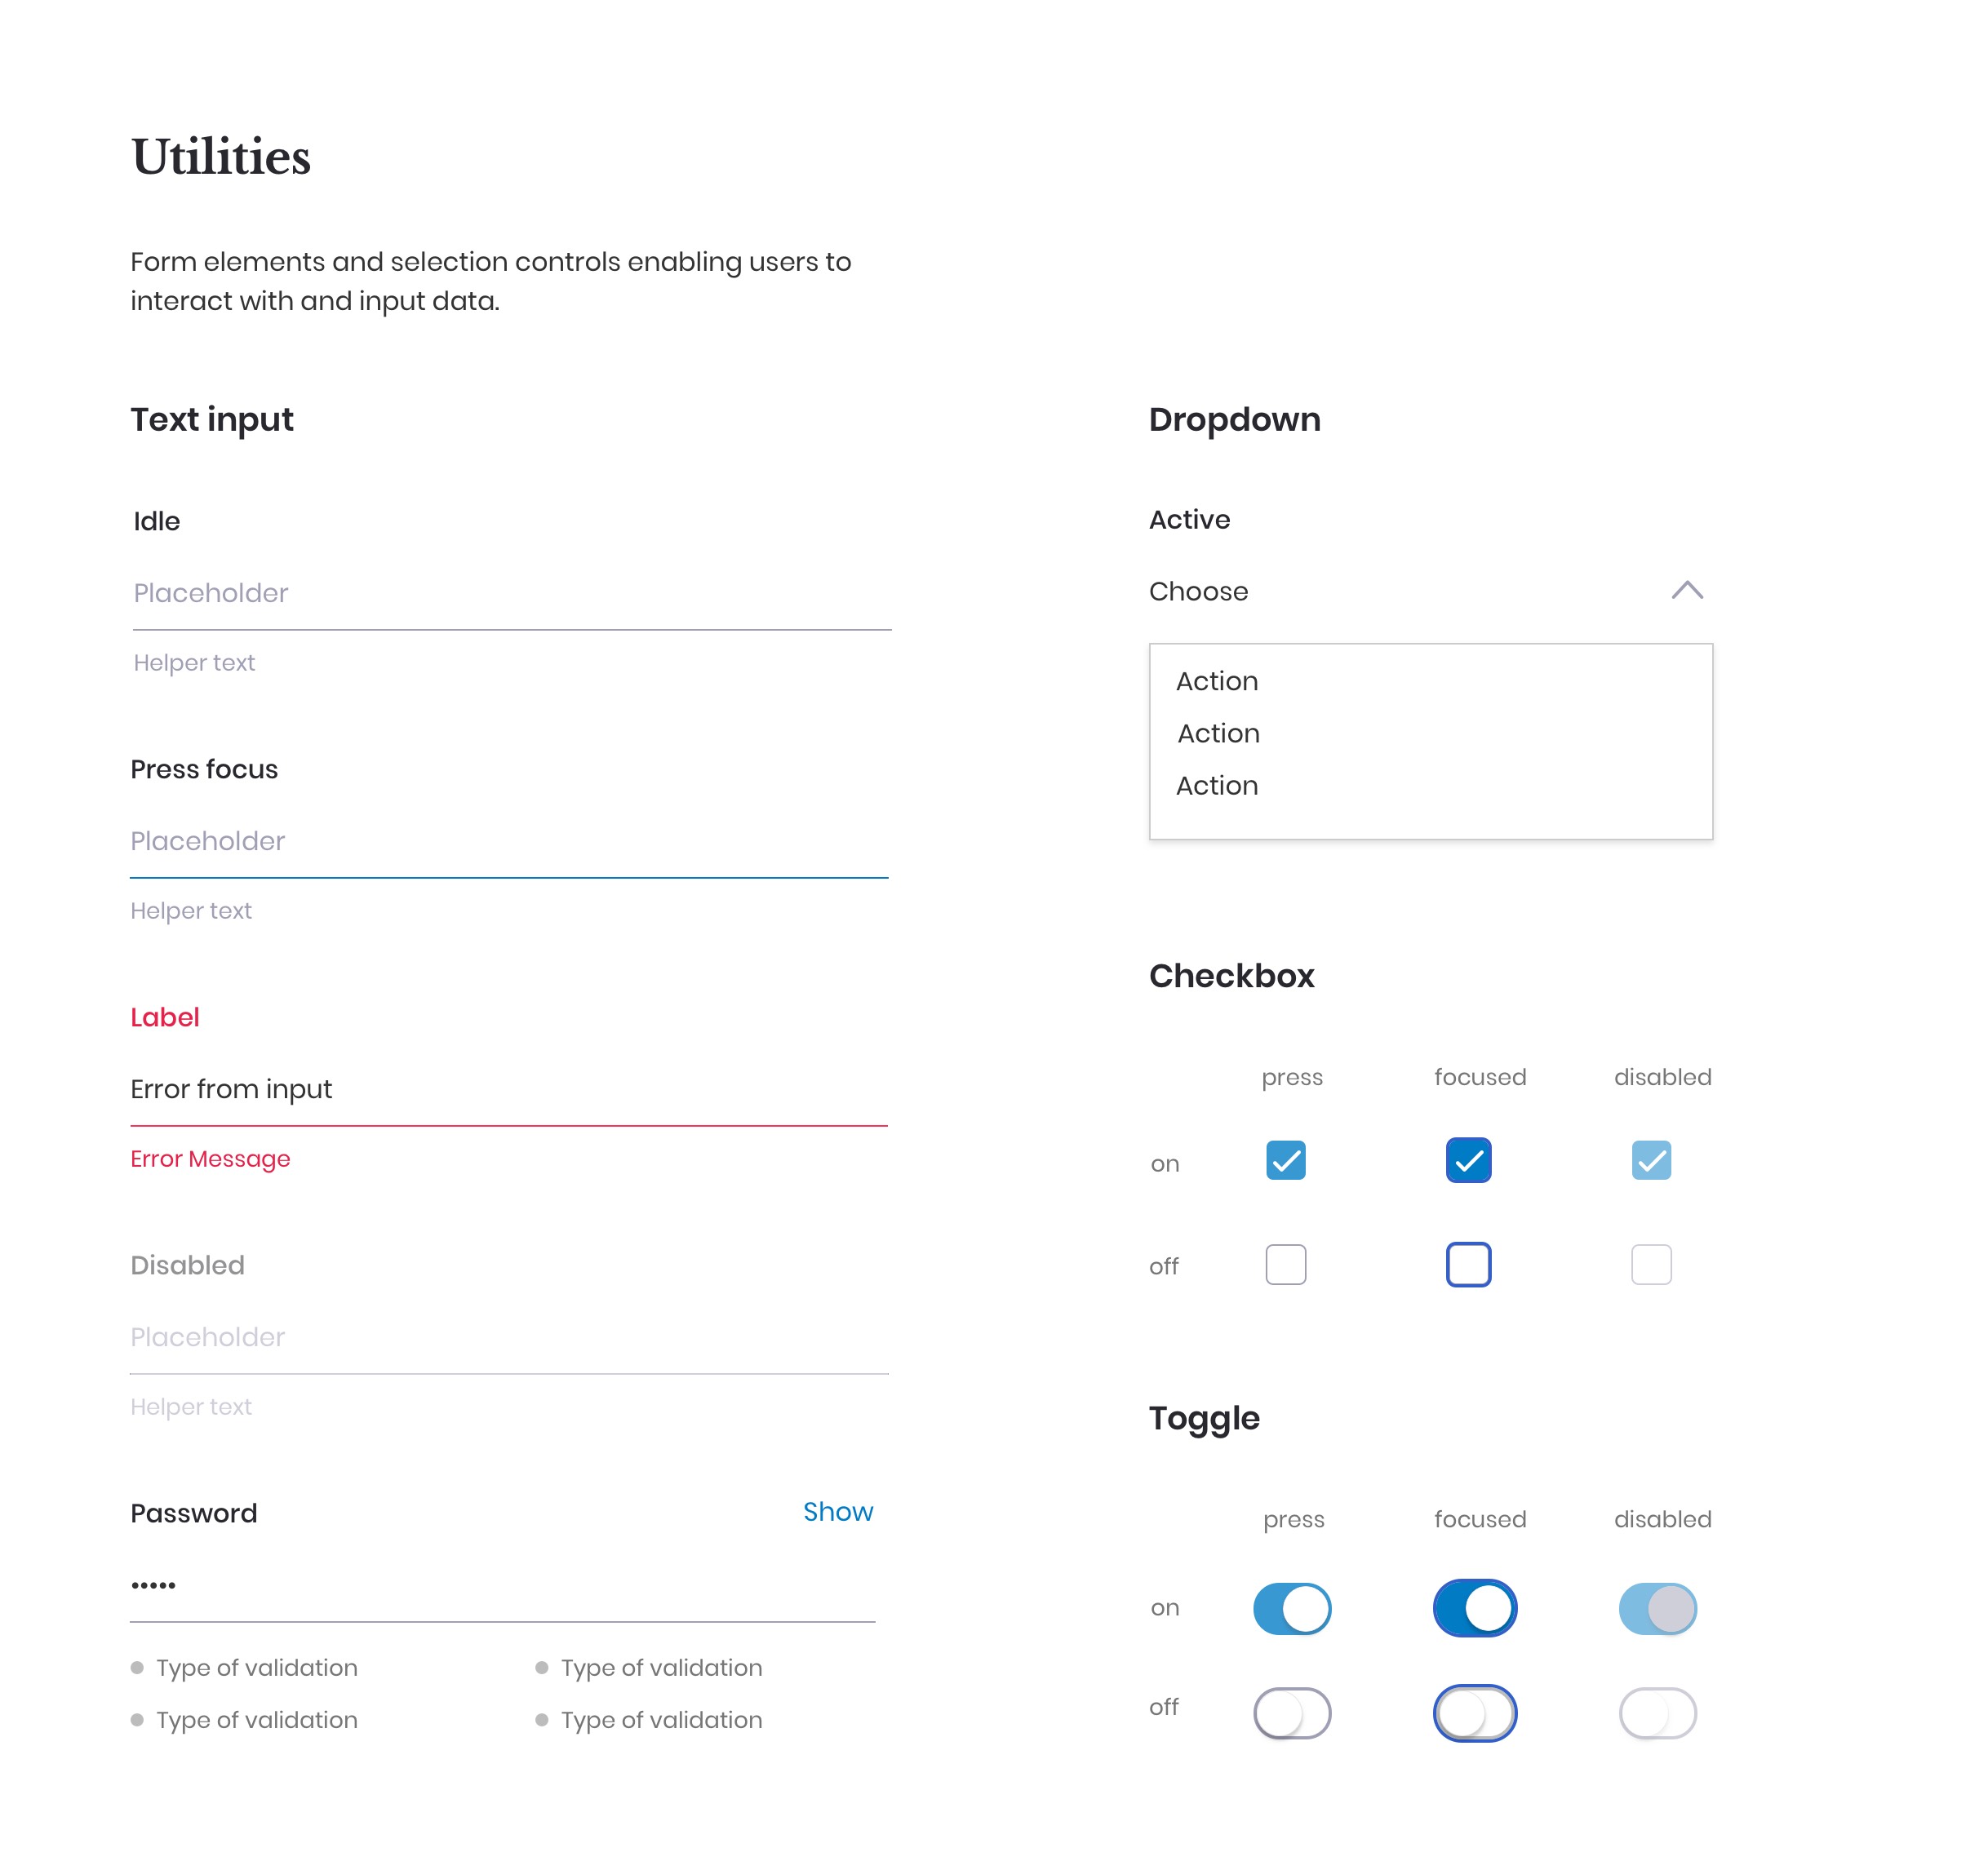 Utilities
Form elements and selection controls enabling users to
interact with and input data.
Text input
Idle
Placeholder
Helper text
Press focus
Placeholder
Helper text
Label
Error from input
Error Message
Disabled
Placeholder
Helper text
Password Show
•••••
Type of validation Type of validation
Type of validation Type of validation
Dropdown
Active
Choose
Action
Action
Action
Checkbox
press focused disabled
on
off
Toggle
press focused disabled
on
off